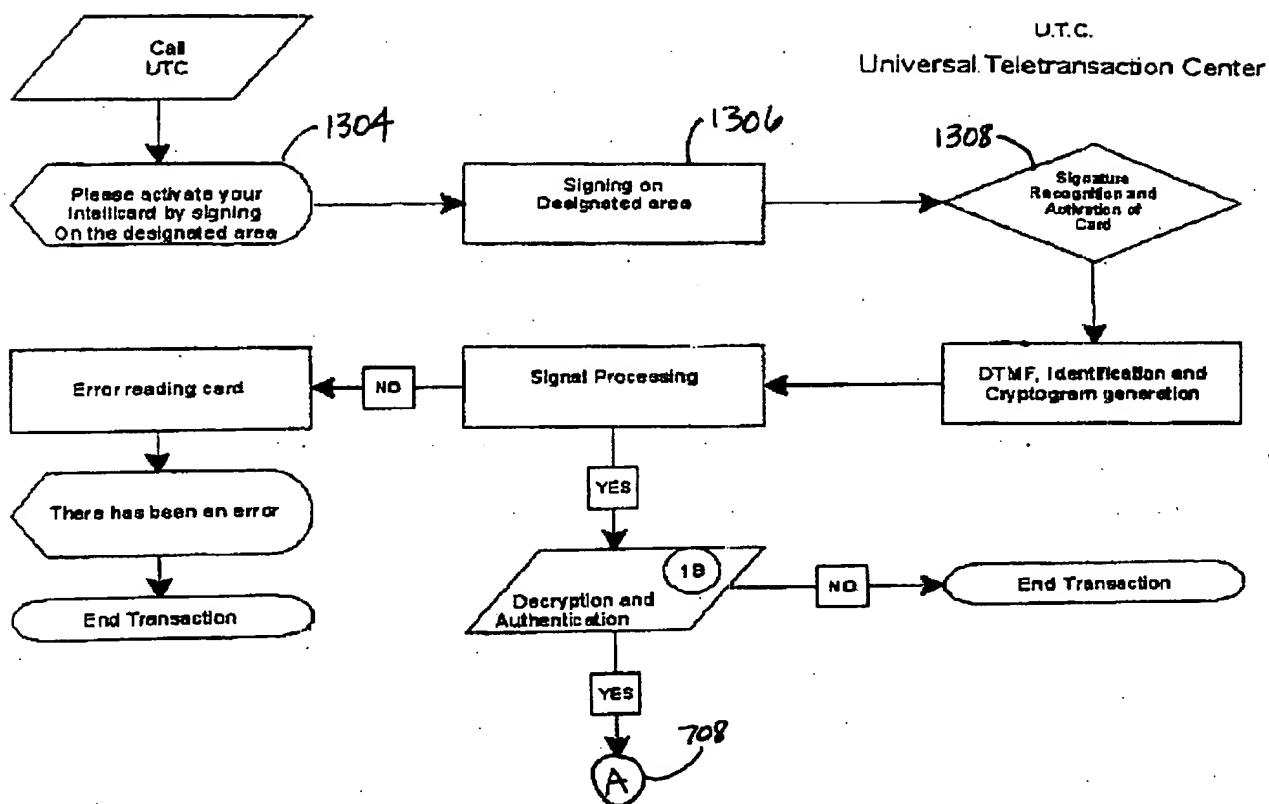 U.T.C.
Universal Teletransaction Center
Call
UTC
1304
Please activate your
Intellicard by signing
On the designated area
1306
Signing on
Designated area
1308
Signature
Recognition and
Activation of
Card
Error reading card
NO
Signal Processing
DTMF, Identification and
Cryptogram generation
There has been an error
YES
End Transaction
1B
Decryption and
Authentication
NO
End Transaction
YES
708
A